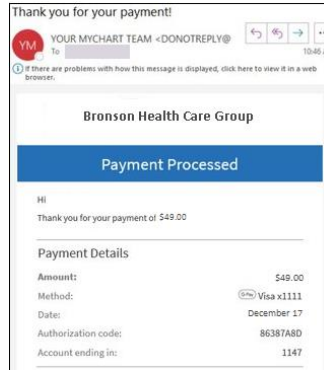 Thank you for your payment!
YM
YOUR MYCHART TEAM <DONOTREPLY@
To
10:46
If there are problems with how this message is displayed, click here to view it in a web
browser.
Bronson Health Care Group
Payment Processed
Hi
Thank you for your payment of $49.00
Payment Details
Amount: $49.00
Method: G Pay Visa x1111
Date: December 17
Authorization code: 86387A8D
Account ending in: 1147